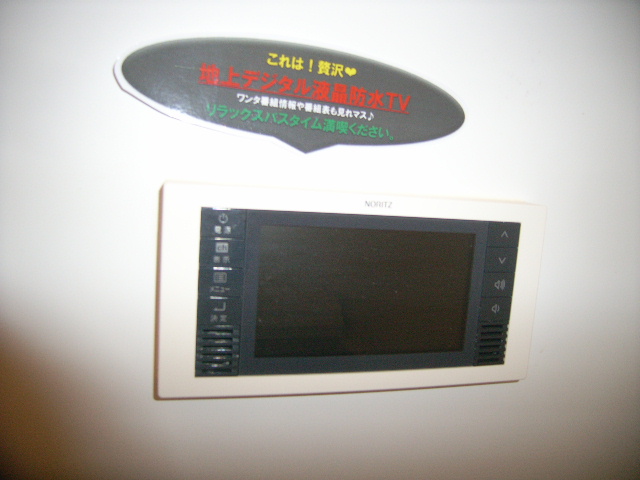 これは！贅沢❤
地上デジタル液晶防水TV
ワンタ番組情報や番組表も見れマス♪
リラックスバスタイム満喫ください。
NORITZ
電源
表示
メニュー
決定